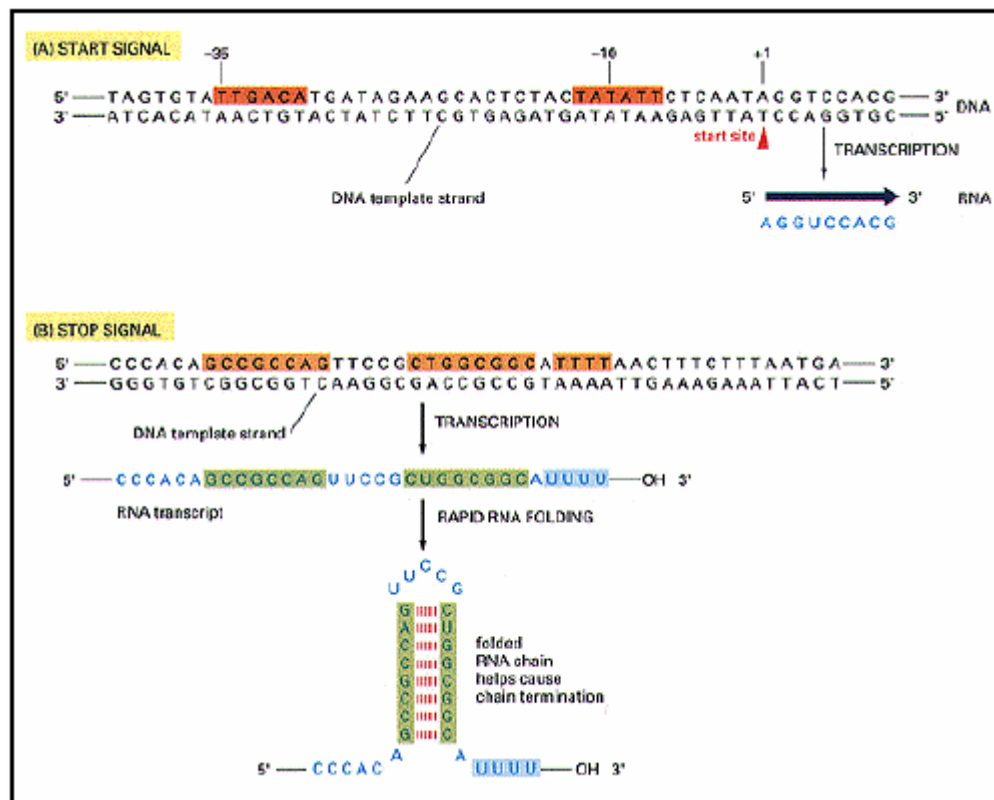 (A) START SIGNAL
-35
-10
+1
5' TAGTGTATTGACATGATAGAAGCACTCTACTATATTCTCAATAGGTCCACG 3'
3' ATCACATAACTGTACTATCTTCGTGAGATGATATAAGAGTTATCCAGGTGC 5'
DNA
start site
TRANSCRIPTION
DNA template strand
5' 3' RNA
AGGUCCACG
(B) STOP SIGNAL
5' CCCACAGCCGCCAGTTCCGCTGGCGGCATTTTAACTTTCTTTAATGA 3'
3' GGGTGTCGGCGGTCAAGGCGACCGCCGTAAAATTGAAAGAAATTACT 5'
DNA template strand
TRANSCRIPTION
5' CCCACAGCCGCCAGUUCCGCUGGCGGCAUUUU OH 3'
RNA transcript
RAPID RNA FOLDING
U U C C G
G C
A U
C G
C G
G C
C G
C G
G C
folded
RNA chain
helps cause
chain termination
5' CCCAC A A UUUU OH 3'